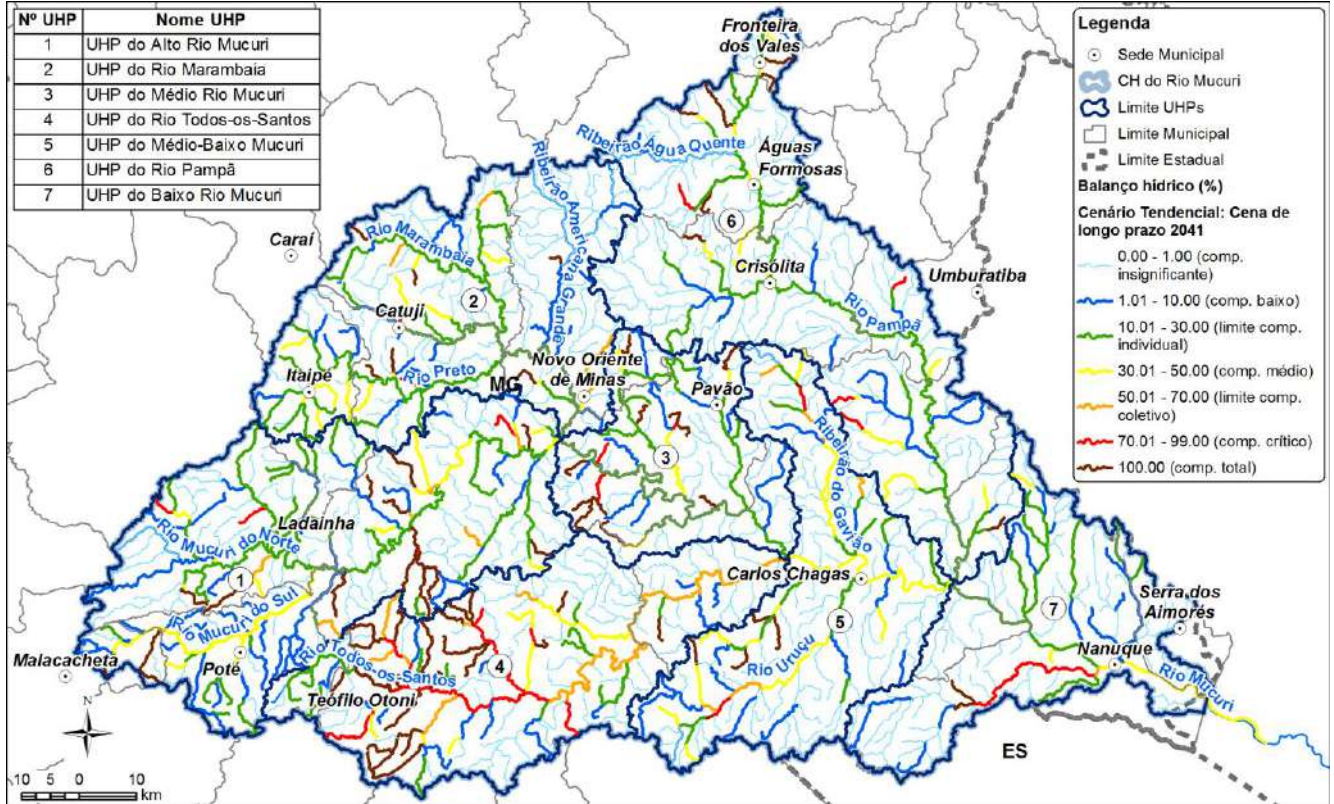 Nº UHP Nome UHP
1 UHP do Alto Rio Mucuri
2 UHP do Rio Marambaia
3 UHP do Médio Rio Mucuri
4 UHP do Rio Todos-os-Santos
5 UHP do Médio-Baixo Mucuri
6 UHP do Rio Pampã
7 UHP do Baixo Rio Mucuri
Legenda
Sede Municipal
CH do Rio Mucuri
Limite UHPs
Limite Municipal
Limite Estadual
Balanço hídrico (%)
Cenário Tendencial: Cena de
longo prazo 2041
0.00 - 1.00 (comp.
insignificante)
1.01 - 10.00 (comp. baixo)
10.01 - 30.00 (limite comp.
individual)
30.01 - 50.00 (comp. médio)
50.01 - 70.00 (limite comp.
coletivo)
70.01 - 99.00 (comp. crítico)
100.00 (comp. total)
Fronteira
dos Vales
Ribeirão Água Quente
Águas
Formosas
Ribeirão Americana Grande
6
Caraí
Rio Marambaia
Crisólita
Umburatiba
2
Catuji
Rio Pampã
Novo Oriente
de Minas
Itaipé
Rio Preto
MG
Pavão
Ribeirão do Gavião
3
Ladainha
Rio Mucuri do Norte
1
Rio Mucuri do Sul
Carlos Chagas
7
Serra dos
Aimorés
5
Malacacheta
Poté
Rio Todos-os-Santos
4
Rio Uruçu
Nanuque
Rio Mucuri
Teófilo Otoni
ES
N
10 5 0 10
km